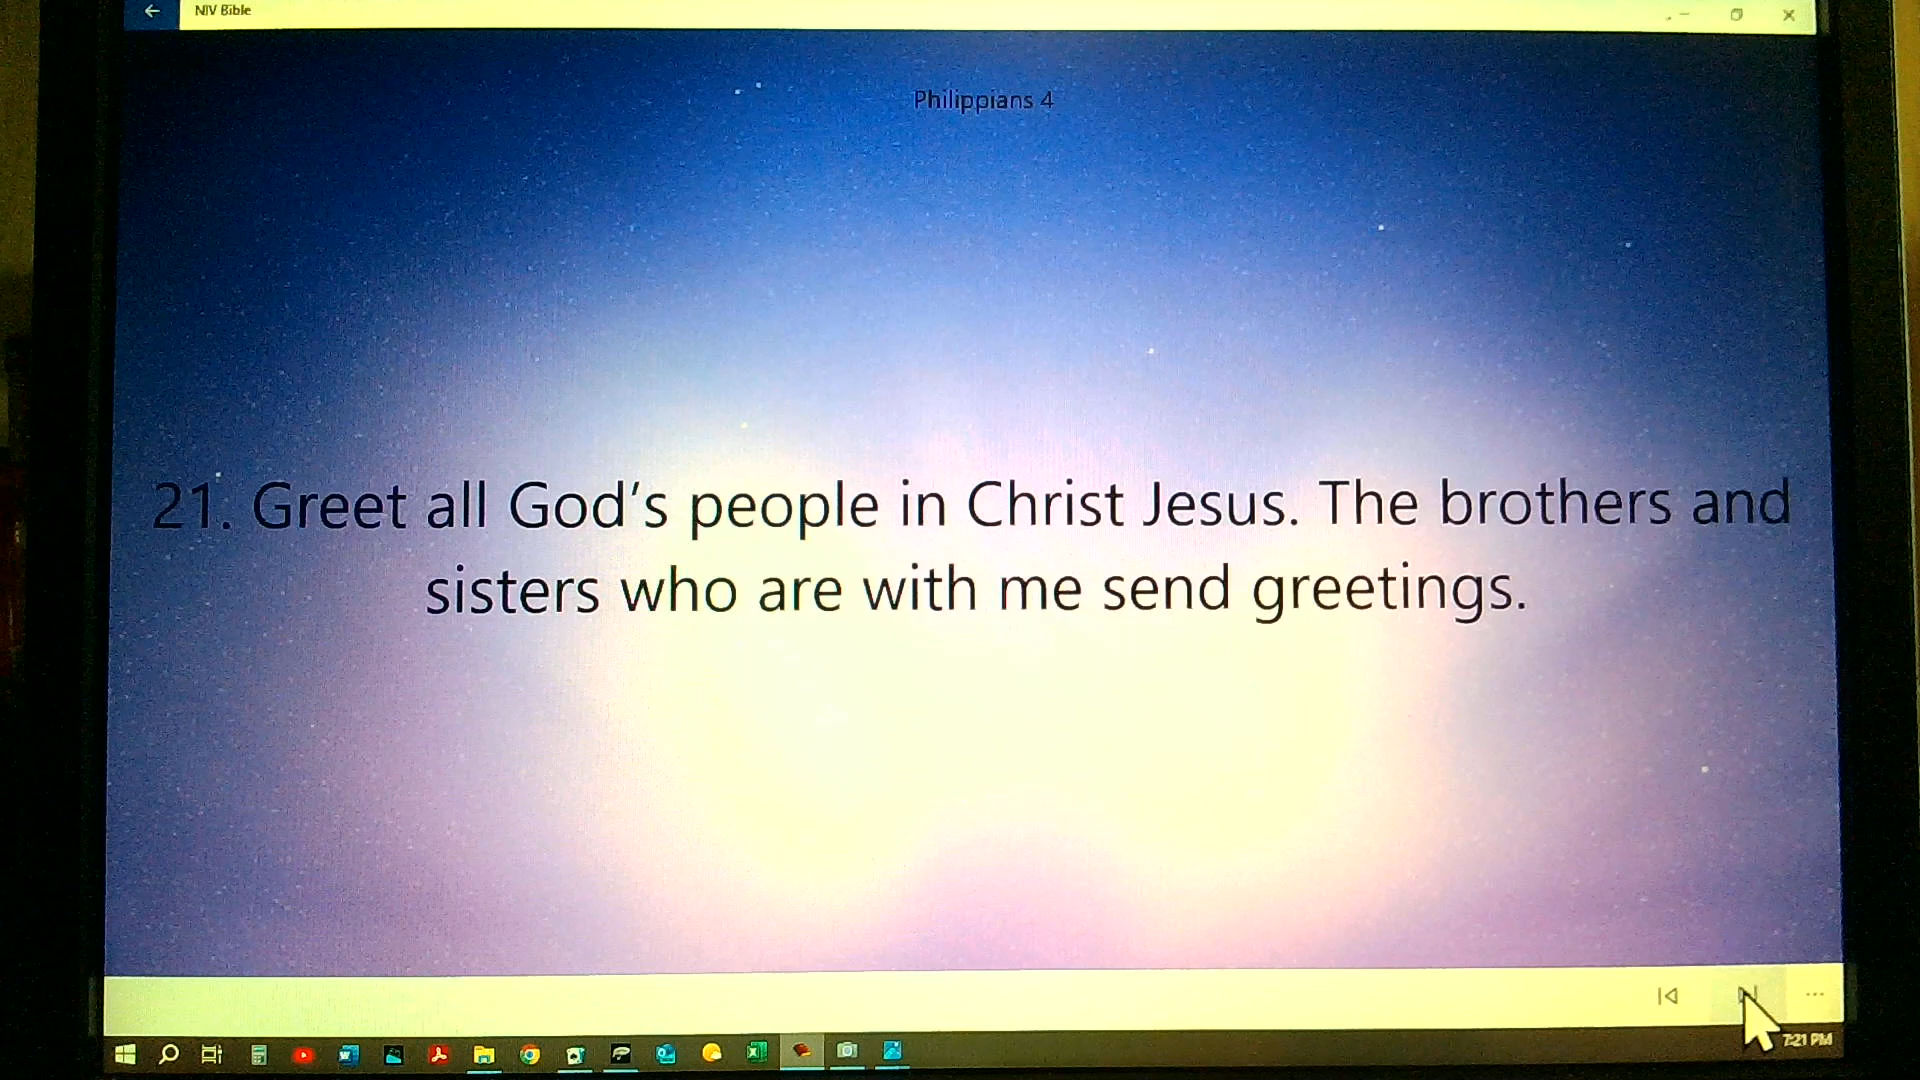 NIV Bible
Philippians 4
21. Greet all God's people in Christ Jesus. The brothers and
sisters who are with me send greetings.
7:21 PM